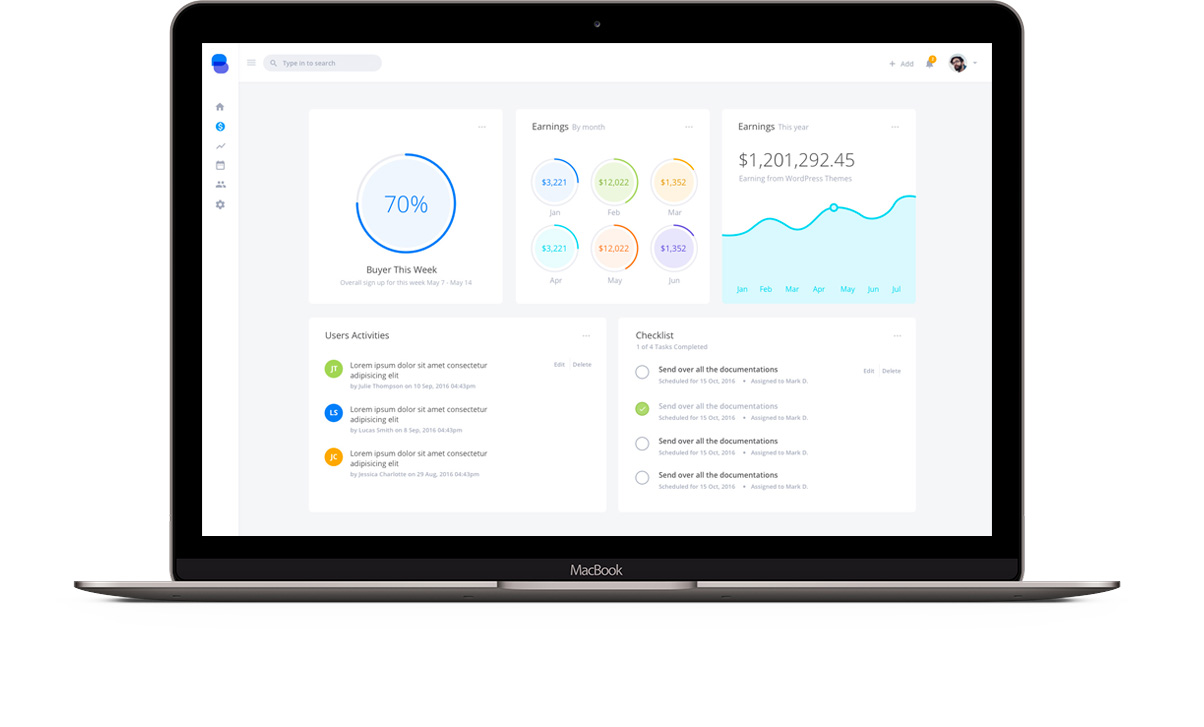 Type in to search
+ Add
70%
Buyer This Week
Overall sign up for this week May 7 - May 14
Earnings By month
$3,221 $12,022 $1,352
Jan Feb Mar
$3,221 $12,022 $1,352
Apr May Jun
Earnings This year
$1,201,292.45
Earning from WordPress Themes
Jan Feb Mar Apr May Jun Jul
Users Activities
JT
Lorem ipsum dolor sit amet consectetur
adipisicing elit
by Julie Thompson on 10 Sep, 2016 04:43pm
Edit Delete
LS
Lorem ipsum dolor sit amet consectetur
adipisicing elit
by Lucas Smith on 8 Sep, 2016 04:43pm
JC
Lorem ipsum dolor sit amet consectetur
adipisicing elit
by Jessica Charlotte on 29 Aug, 2016 04:43pm
Checklist
1 of 4 Tasks Completed
Send over all the documentations
Scheduled for 15 Oct, 2016 • Assigned to Mark D.
Edit Delete
Send over all the documentations
Scheduled for 15 Oct, 2016 • Assigned to Mark D.
Send over all the documentations
Scheduled for 15 Oct, 2016 • Assigned to Mark D.
Send over all the documentations
Scheduled for 15 Oct, 2016 • Assigned to Mark D.
MacBook